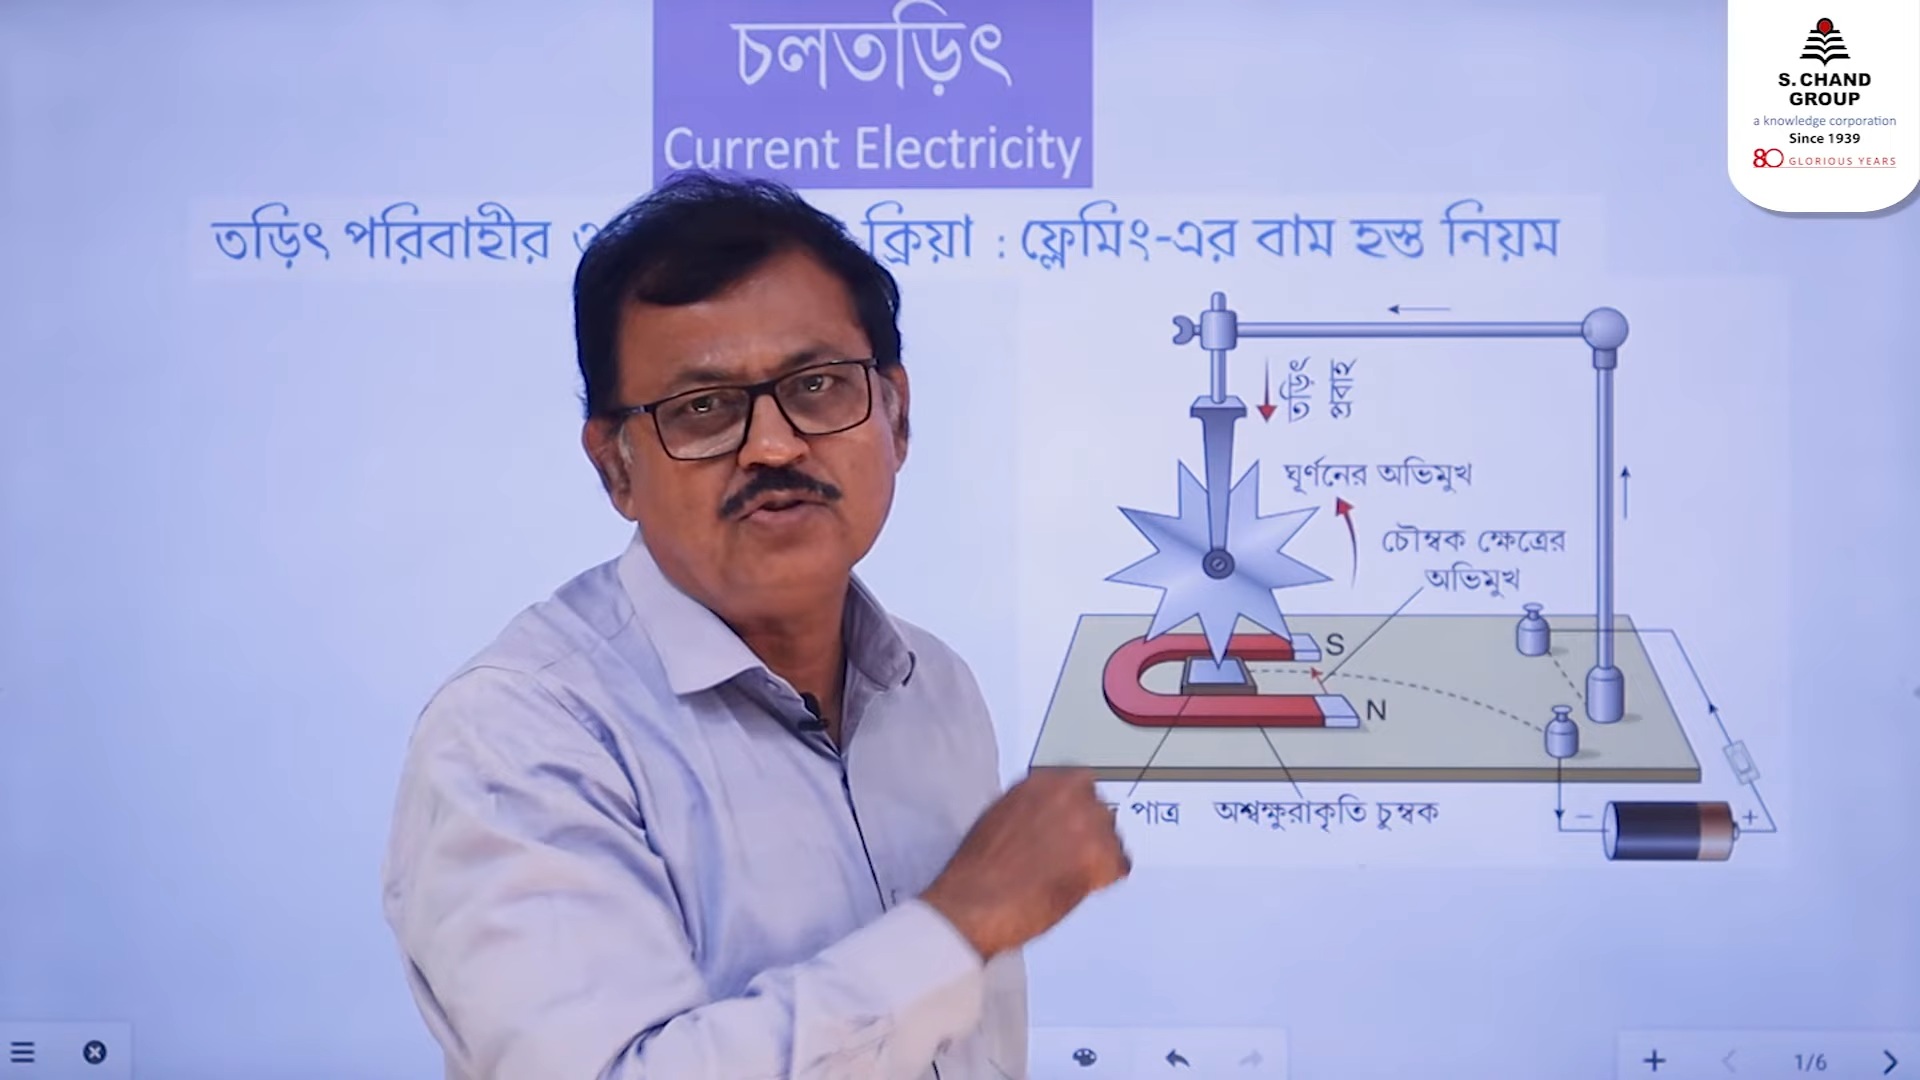 চলতড়িৎ
Current Electricity
S. CHAND
GROUP
a knowledge corporation
Since 1939
80 GLORIOUS YEARS
তড়িৎ পরিবাহীর ক্রিয়া : ফ্লেমিং-এর বাম হস্ত নিয়ম
তড়িৎ
প্রবাহ
ঘূর্ণনের অভিমুখ
চৌম্বক ক্ষেত্রের
অভিমুখ
S
N
পাত্র
অশ্বক্ষুরাকৃতি চুম্বক
− +
1/6